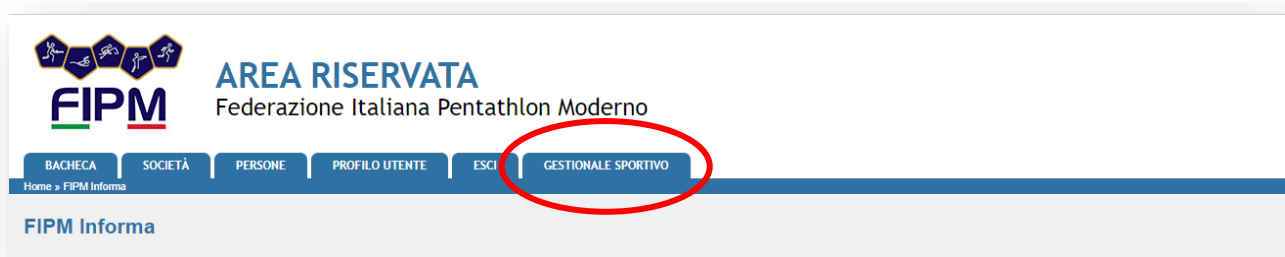 FIPM
AREA RISERVATA
Federazione Italiana Pentathlon Moderno
BACHECA SOCIETÀ PERSONE PROFILO UTENTE ESCI GESTIONALE SPORTIVO
Home » FIPM Informa
FIPM Informa